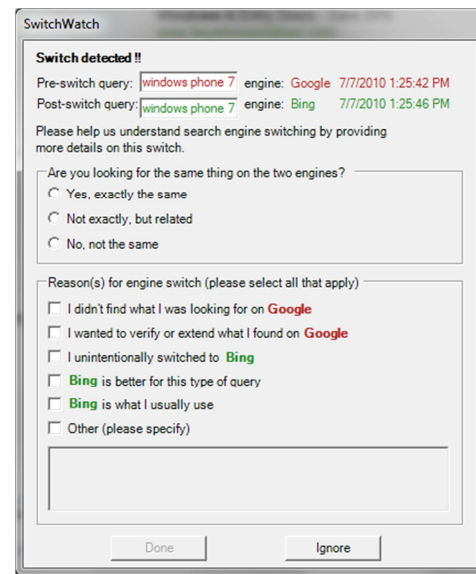 SwitchWatch
Switch detected !!
Pre-switch query: windows phone 7 engine: Google 7/7/2010 1:25:42 PM
Post-switch query: windows phone 7 engine: Bing 7/7/2010 1:25:46 PM
Please help us understand search engine switching by providing
more details on this switch.
Are you looking for the same thing on the two engines?
Yes, exactly the same
Not exactly, but related
No, not the same
Reason(s) for engine switch (please select all that apply)
I didn't find what I was looking for on Google
I wanted to verify or extend what I found on Google
I unintentionally switched to Bing
Bing is better for this type of query
Bing is what I usually use
Other (please specify)
Done Ignore